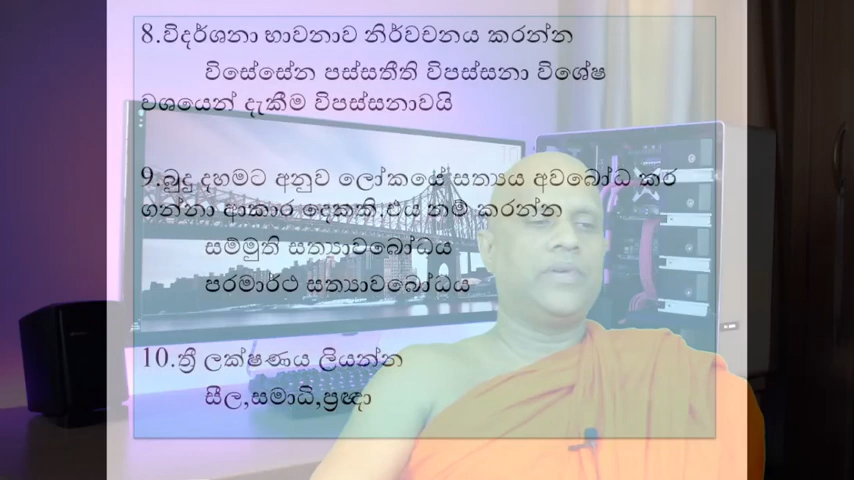 8.විදර්ශනා භාවනාව නිර්වචනය කරන්න
විසේසේන පස්සතීති විපස්සනා විශේෂ
වශයෙන් දැකීම විපස්සනාවයි
9.බුදු දහමට අනුව ලෝකයේ සත්‍යය අවබෝධ කර
ගන්නා ආකාර දෙකකි.එය නම් කරන්න
සම්මුති සත්‍යාවබෝධය
පරමාර්ථ සත්‍යාවබෝධය
10.ත්‍රී ලක්ෂණය ලියන්න
සීල,සමාධි,ප්‍රඥා